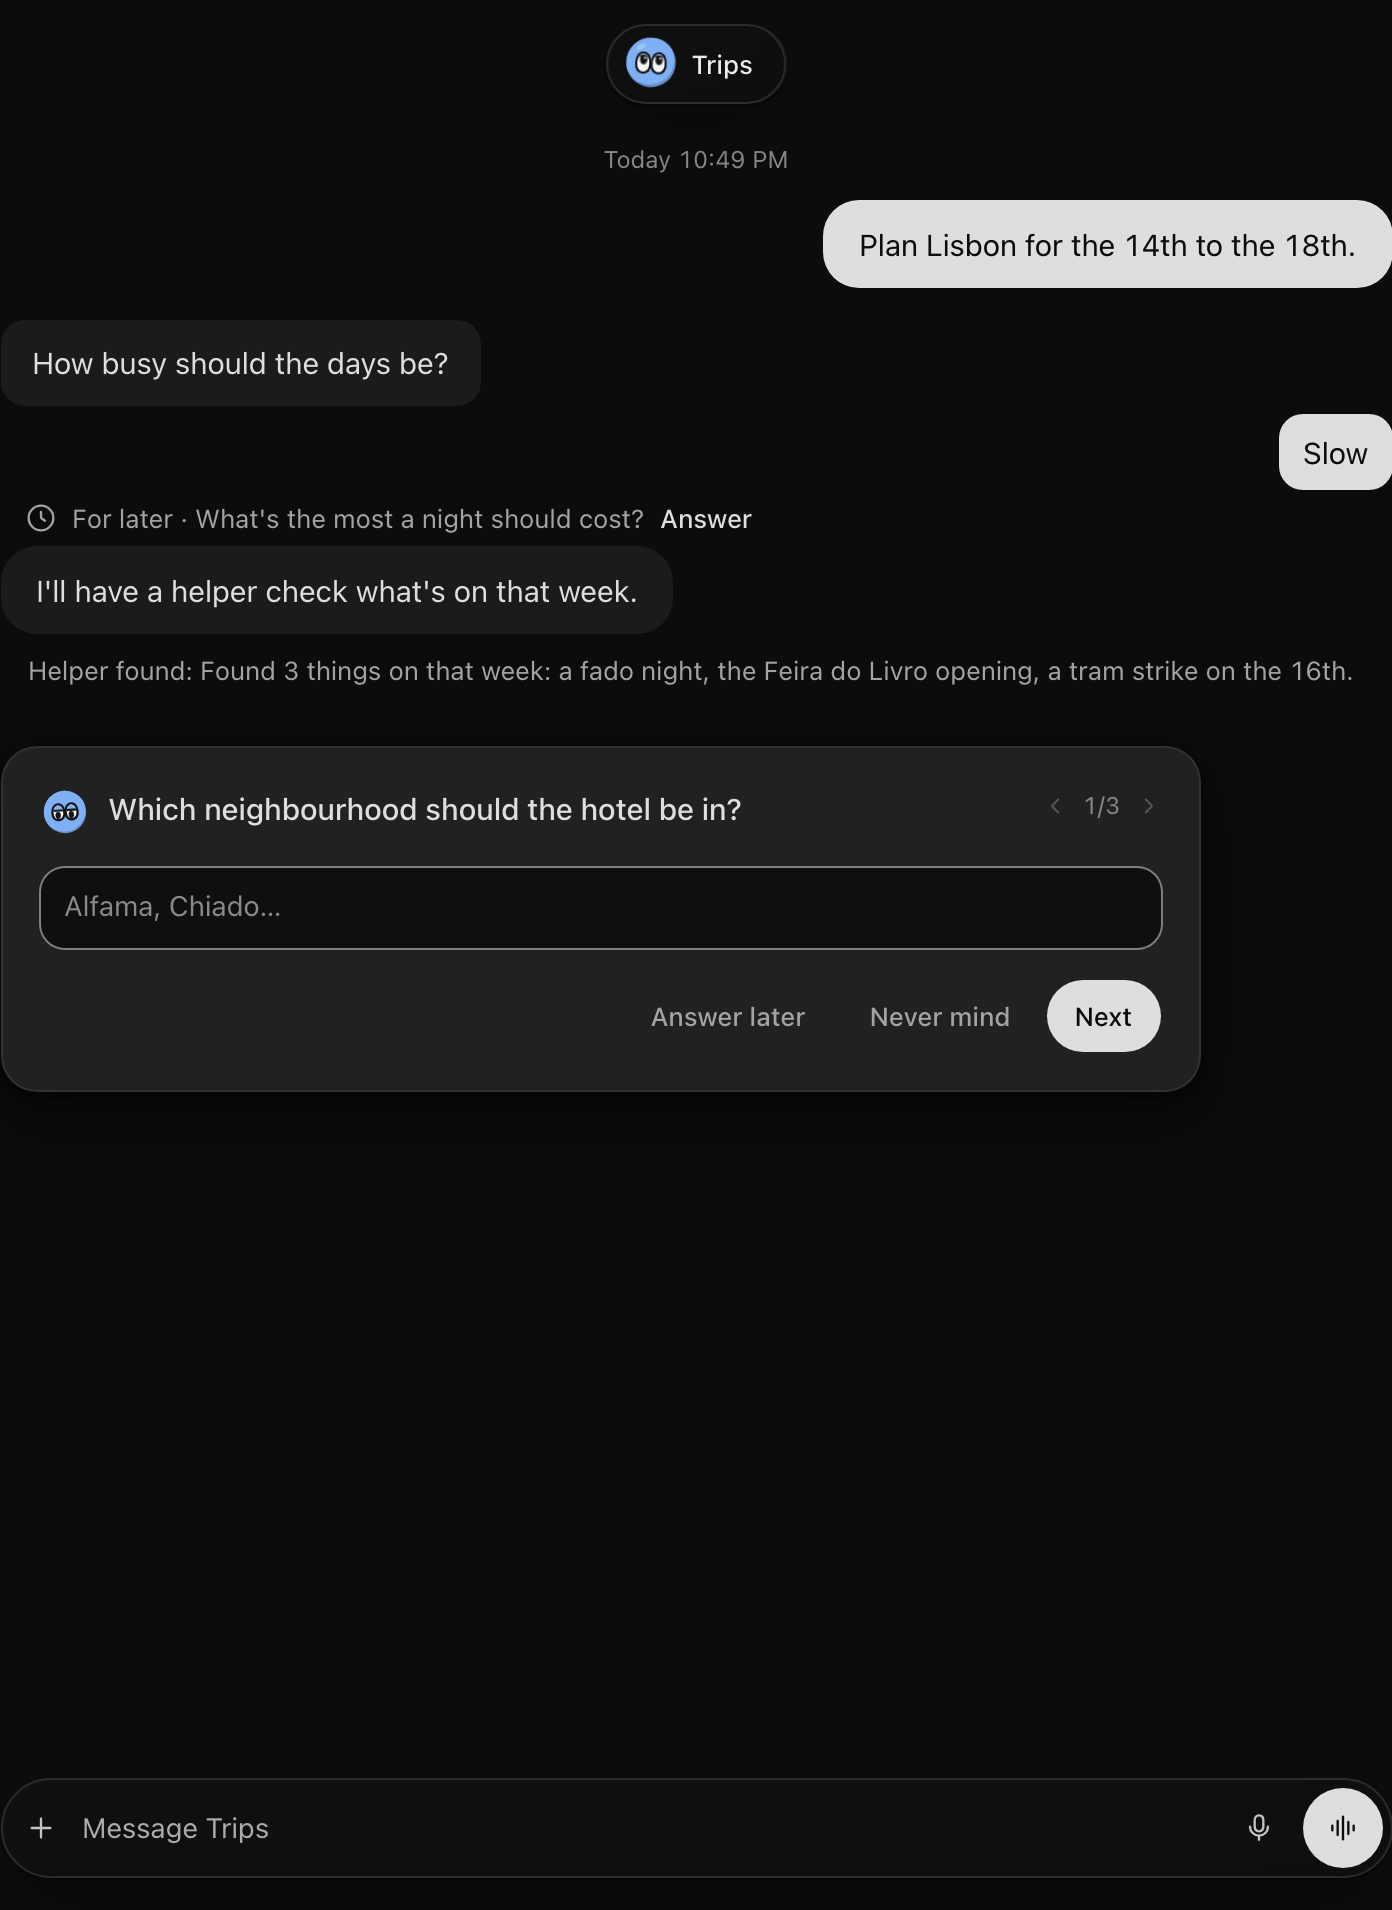 Trips
Today 10:49 PM
Plan Lisbon for the 14th to the 18th.
How busy should the days be?
Slow
For later · What's the most a night should cost? Answer
I'll have a helper check what's on that week.
Helper found: Found 3 things on that week: a fado night, the Feira do Livro opening, a tram strike on the 16th.
Which neighbourhood should the hotel be in? 1/3
Alfama, Chiado...
Answer later Never mind Next
Message Trips